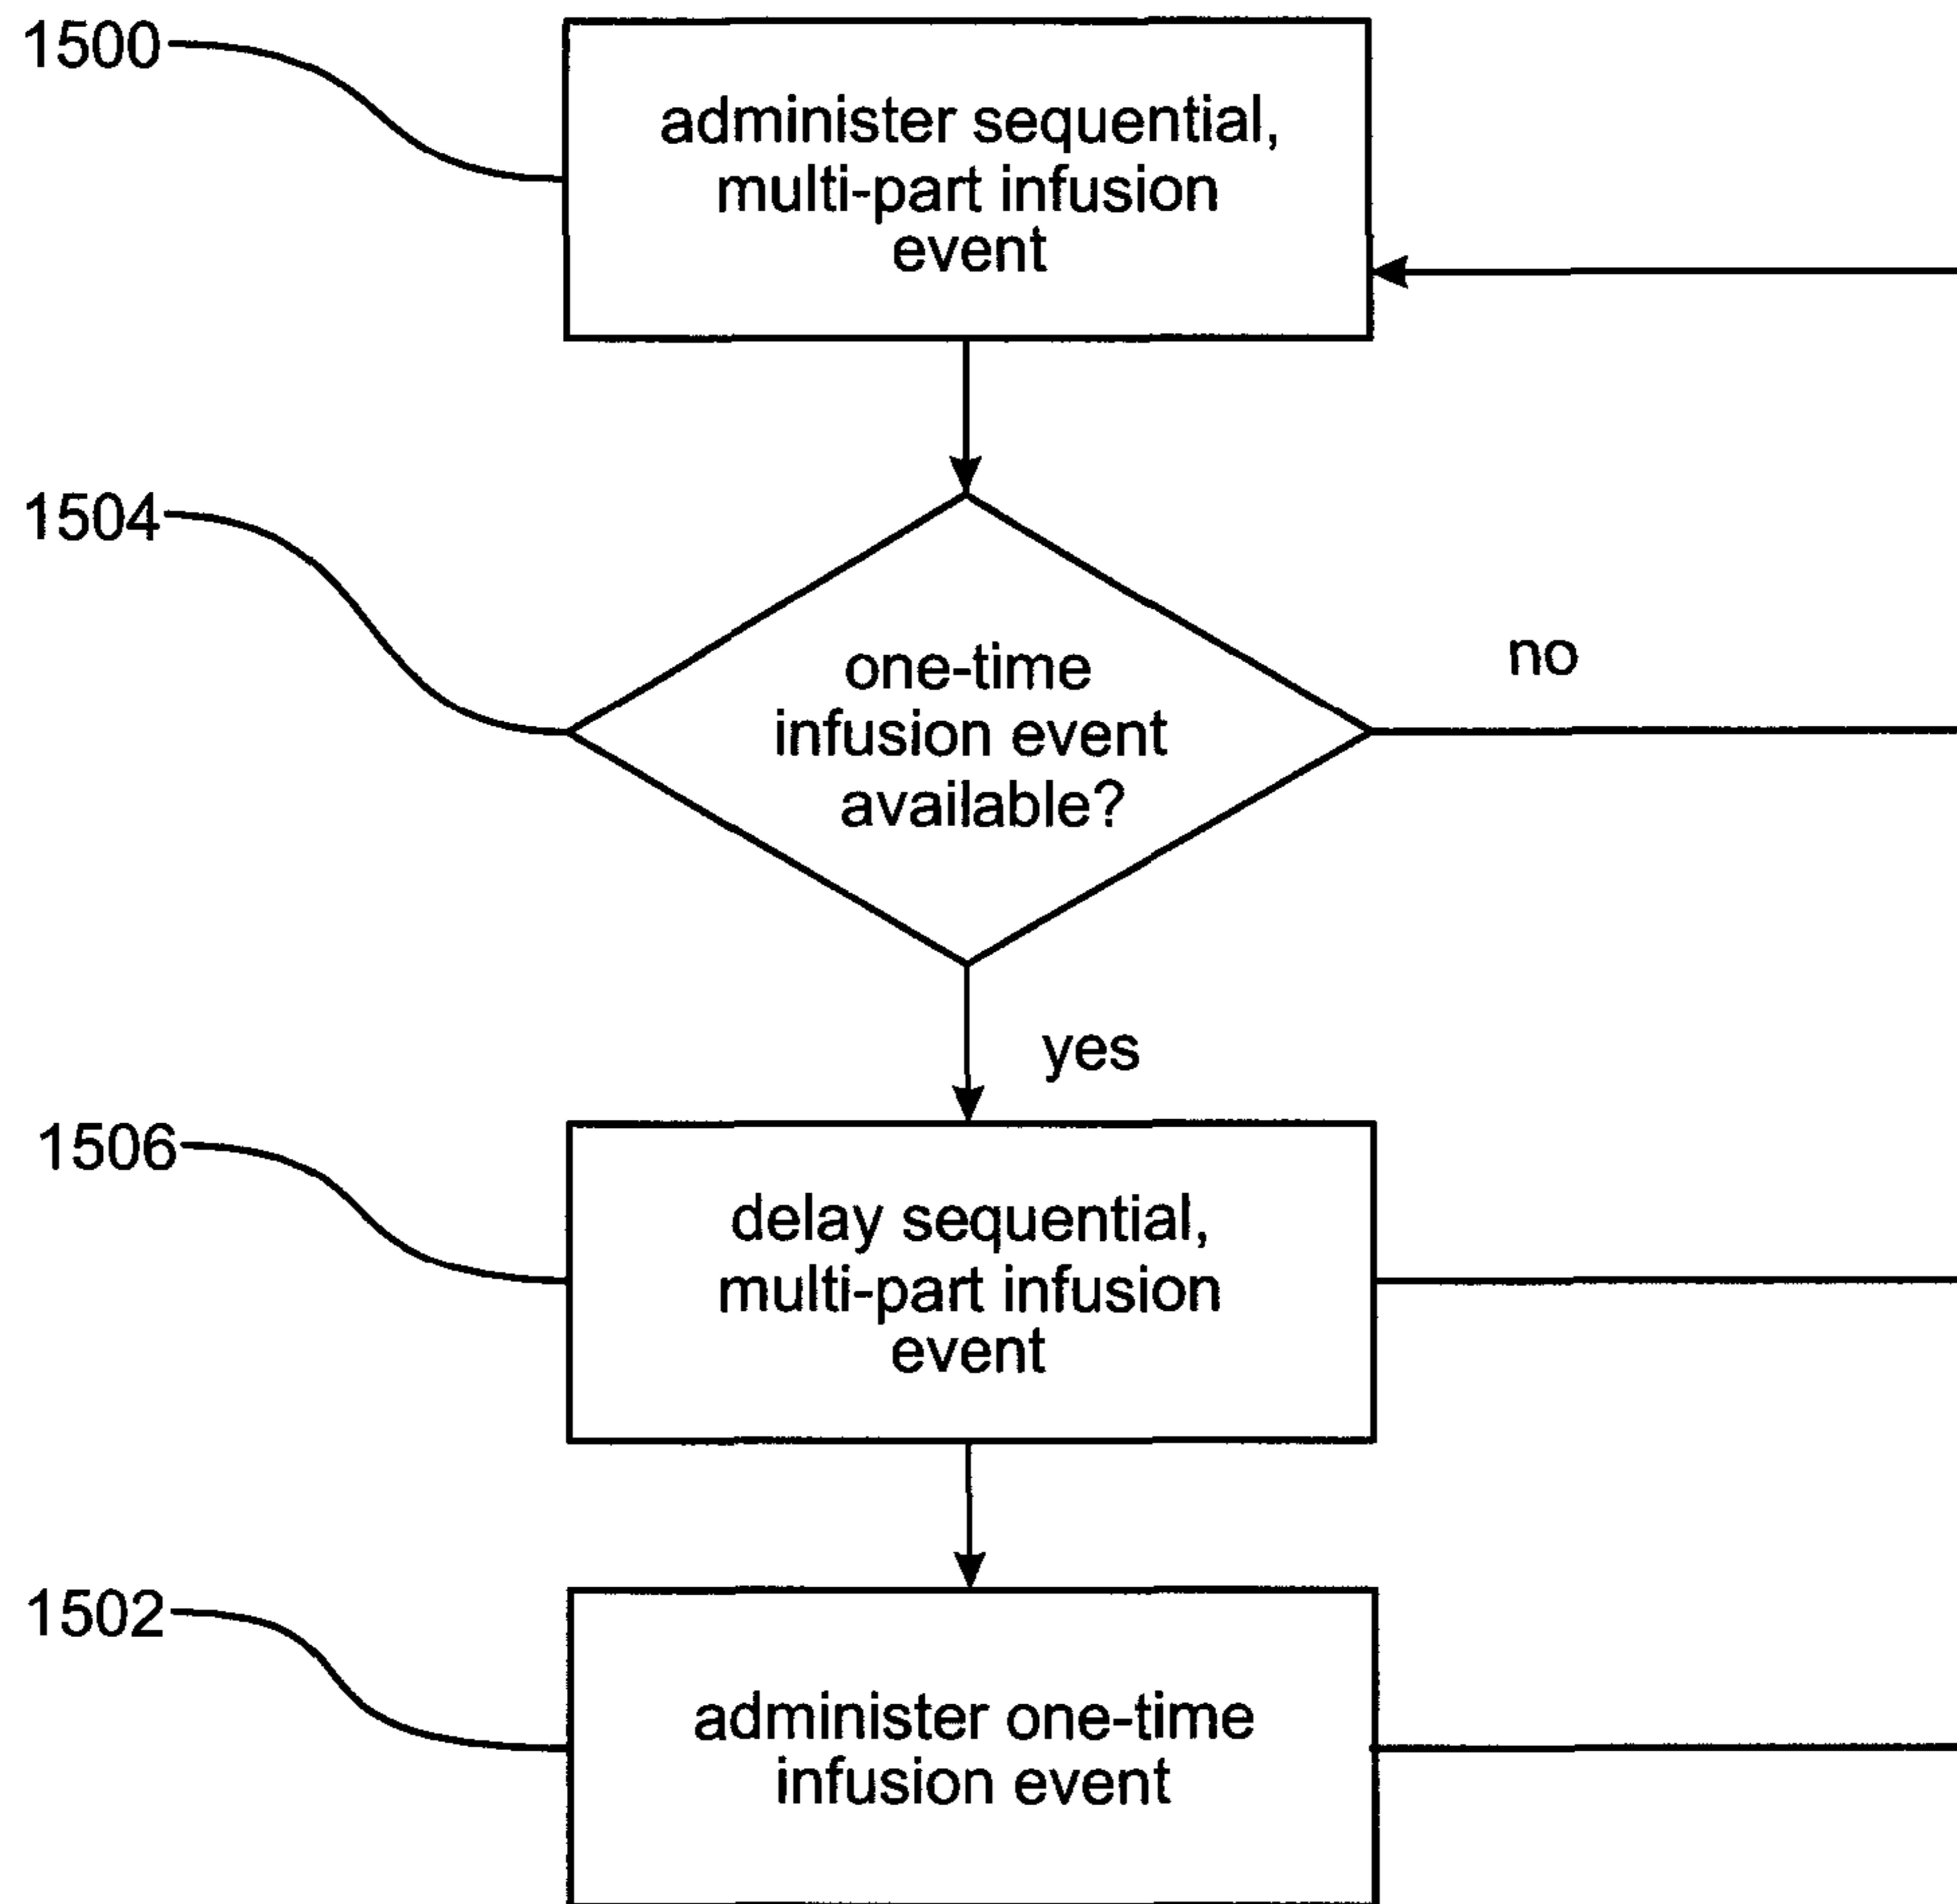 1500
administer sequential,
multi-part infusion
event
1504
one-time
infusion event
available?
no
yes
1506
delay sequential,
multi-part infusion
event
1502
administer one-time
infusion event